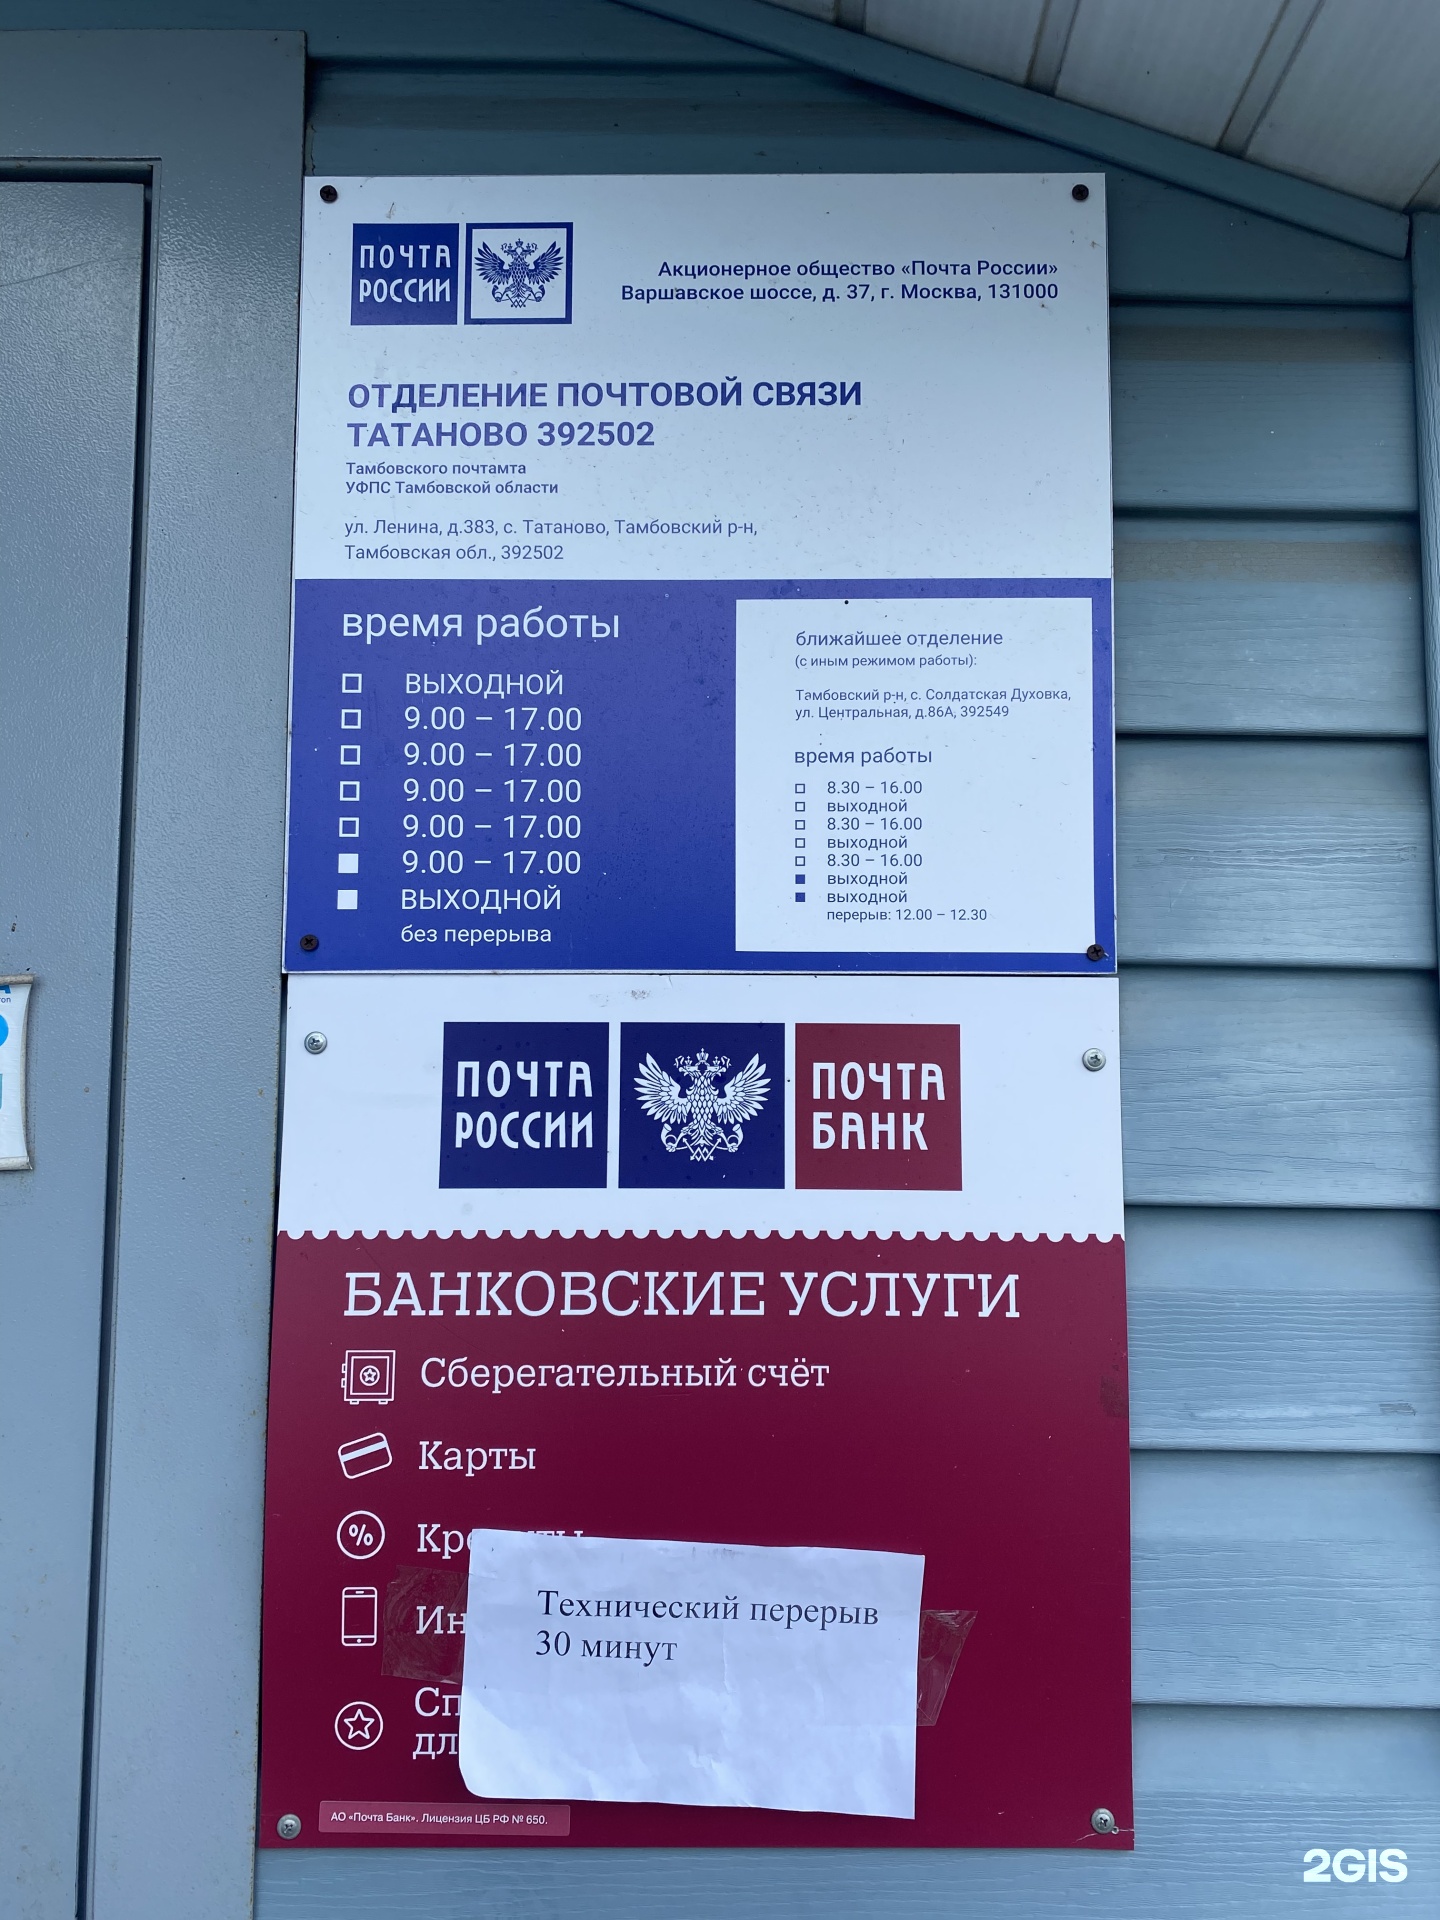 ПОЧТА
РОССИИ
Акционерное общество «Почта России»
Варшавское шоссе, д. 37, г. Москва, 131000
ОТДЕЛЕНИЕ ПОЧТОВОЙ СВЯЗИ
ТАТАНОВО 392502
Тамбовского почтамта
УФПС Тамбовской области
ул. Ленина, д.383, с. Татаново, Тамбовский р-н,
Тамбовская обл., 392502
время работы
ВЫХОДНОЙ
9.00 – 17.00
9.00 – 17.00
9.00 – 17.00
9.00 – 17.00
9.00 – 17.00
ВЫХОДНОЙ
без перерыва
ближайшее отделение
(с иным режимом работы):
Тамбовский р-н, с. Солдатская Духовка,
ул. Центральная, д.86А, 392549
время работы
8.30 – 16.00
выходной
8.30 – 16.00
выходной
8.30 – 16.00
выходной
выходной
перерыв: 12.00 – 12.30
ПОЧТА
РОССИИ
ПОЧТА
БАНК
БАНКОВСКИЕ УСЛУГИ
Сберегательный счёт
Карты
Технический перерыв
30 минут
АО «Почта Банк». Лицензия ЦБ РФ № 650.
2GIS